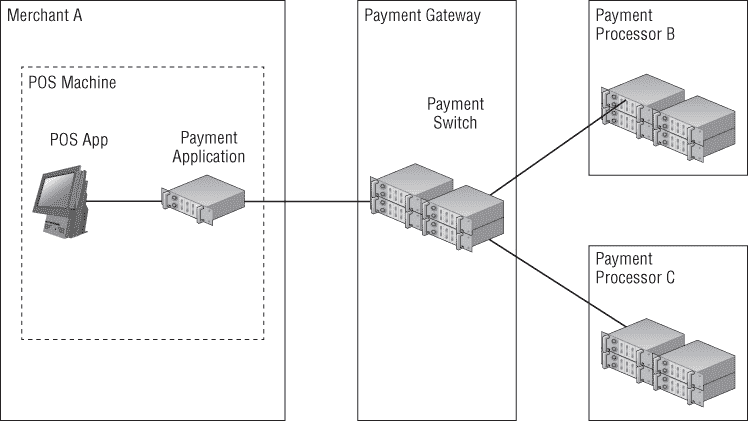 Merchant A
POS Machine
POS App
Payment
Application
Payment Gateway
Payment
Switch
Payment
Processor B
Payment
Processor C